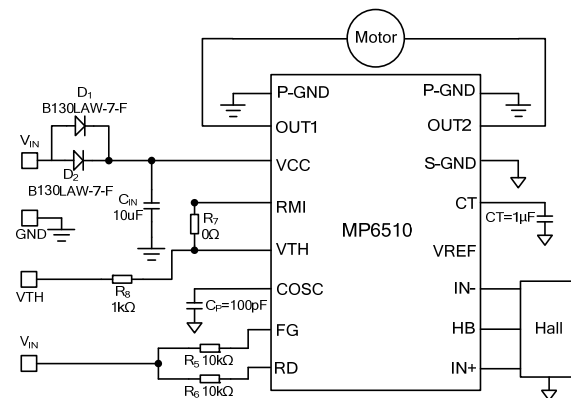 Motor
P-GND
P-GND
D1
B130LAW-7-F
OUT1
OUT2
VIN
VCC
S-GND
D2
B130LAW-7-F
CIN
10uF
RMI
CT
R7
0Ω
CT=1µF
MP6510
GND
VTH
VREF
VTH
R8
1kΩ
COSC
IN-
CP=100pF
VIN
FG
HB
Hall
R5 10kΩ
RD
IN+
R6 10kΩ